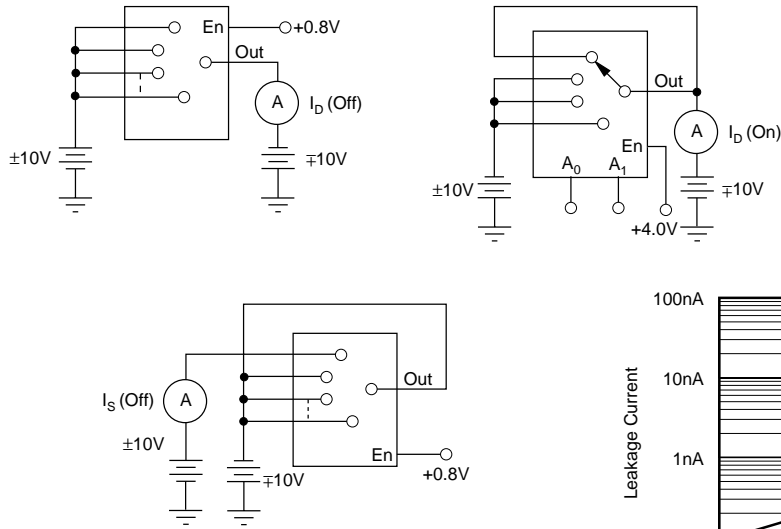 En
+0.8V
Out
A
I_D (Off)
±10V
∓10V
Out
A
I_D (On)
En
A_0
A_1
±10V
∓10V
+4.0V
Out
I_S (Off)
A
±10V
∓10V
En
+0.8V
100nA
10nA
1nA
Leakage Current